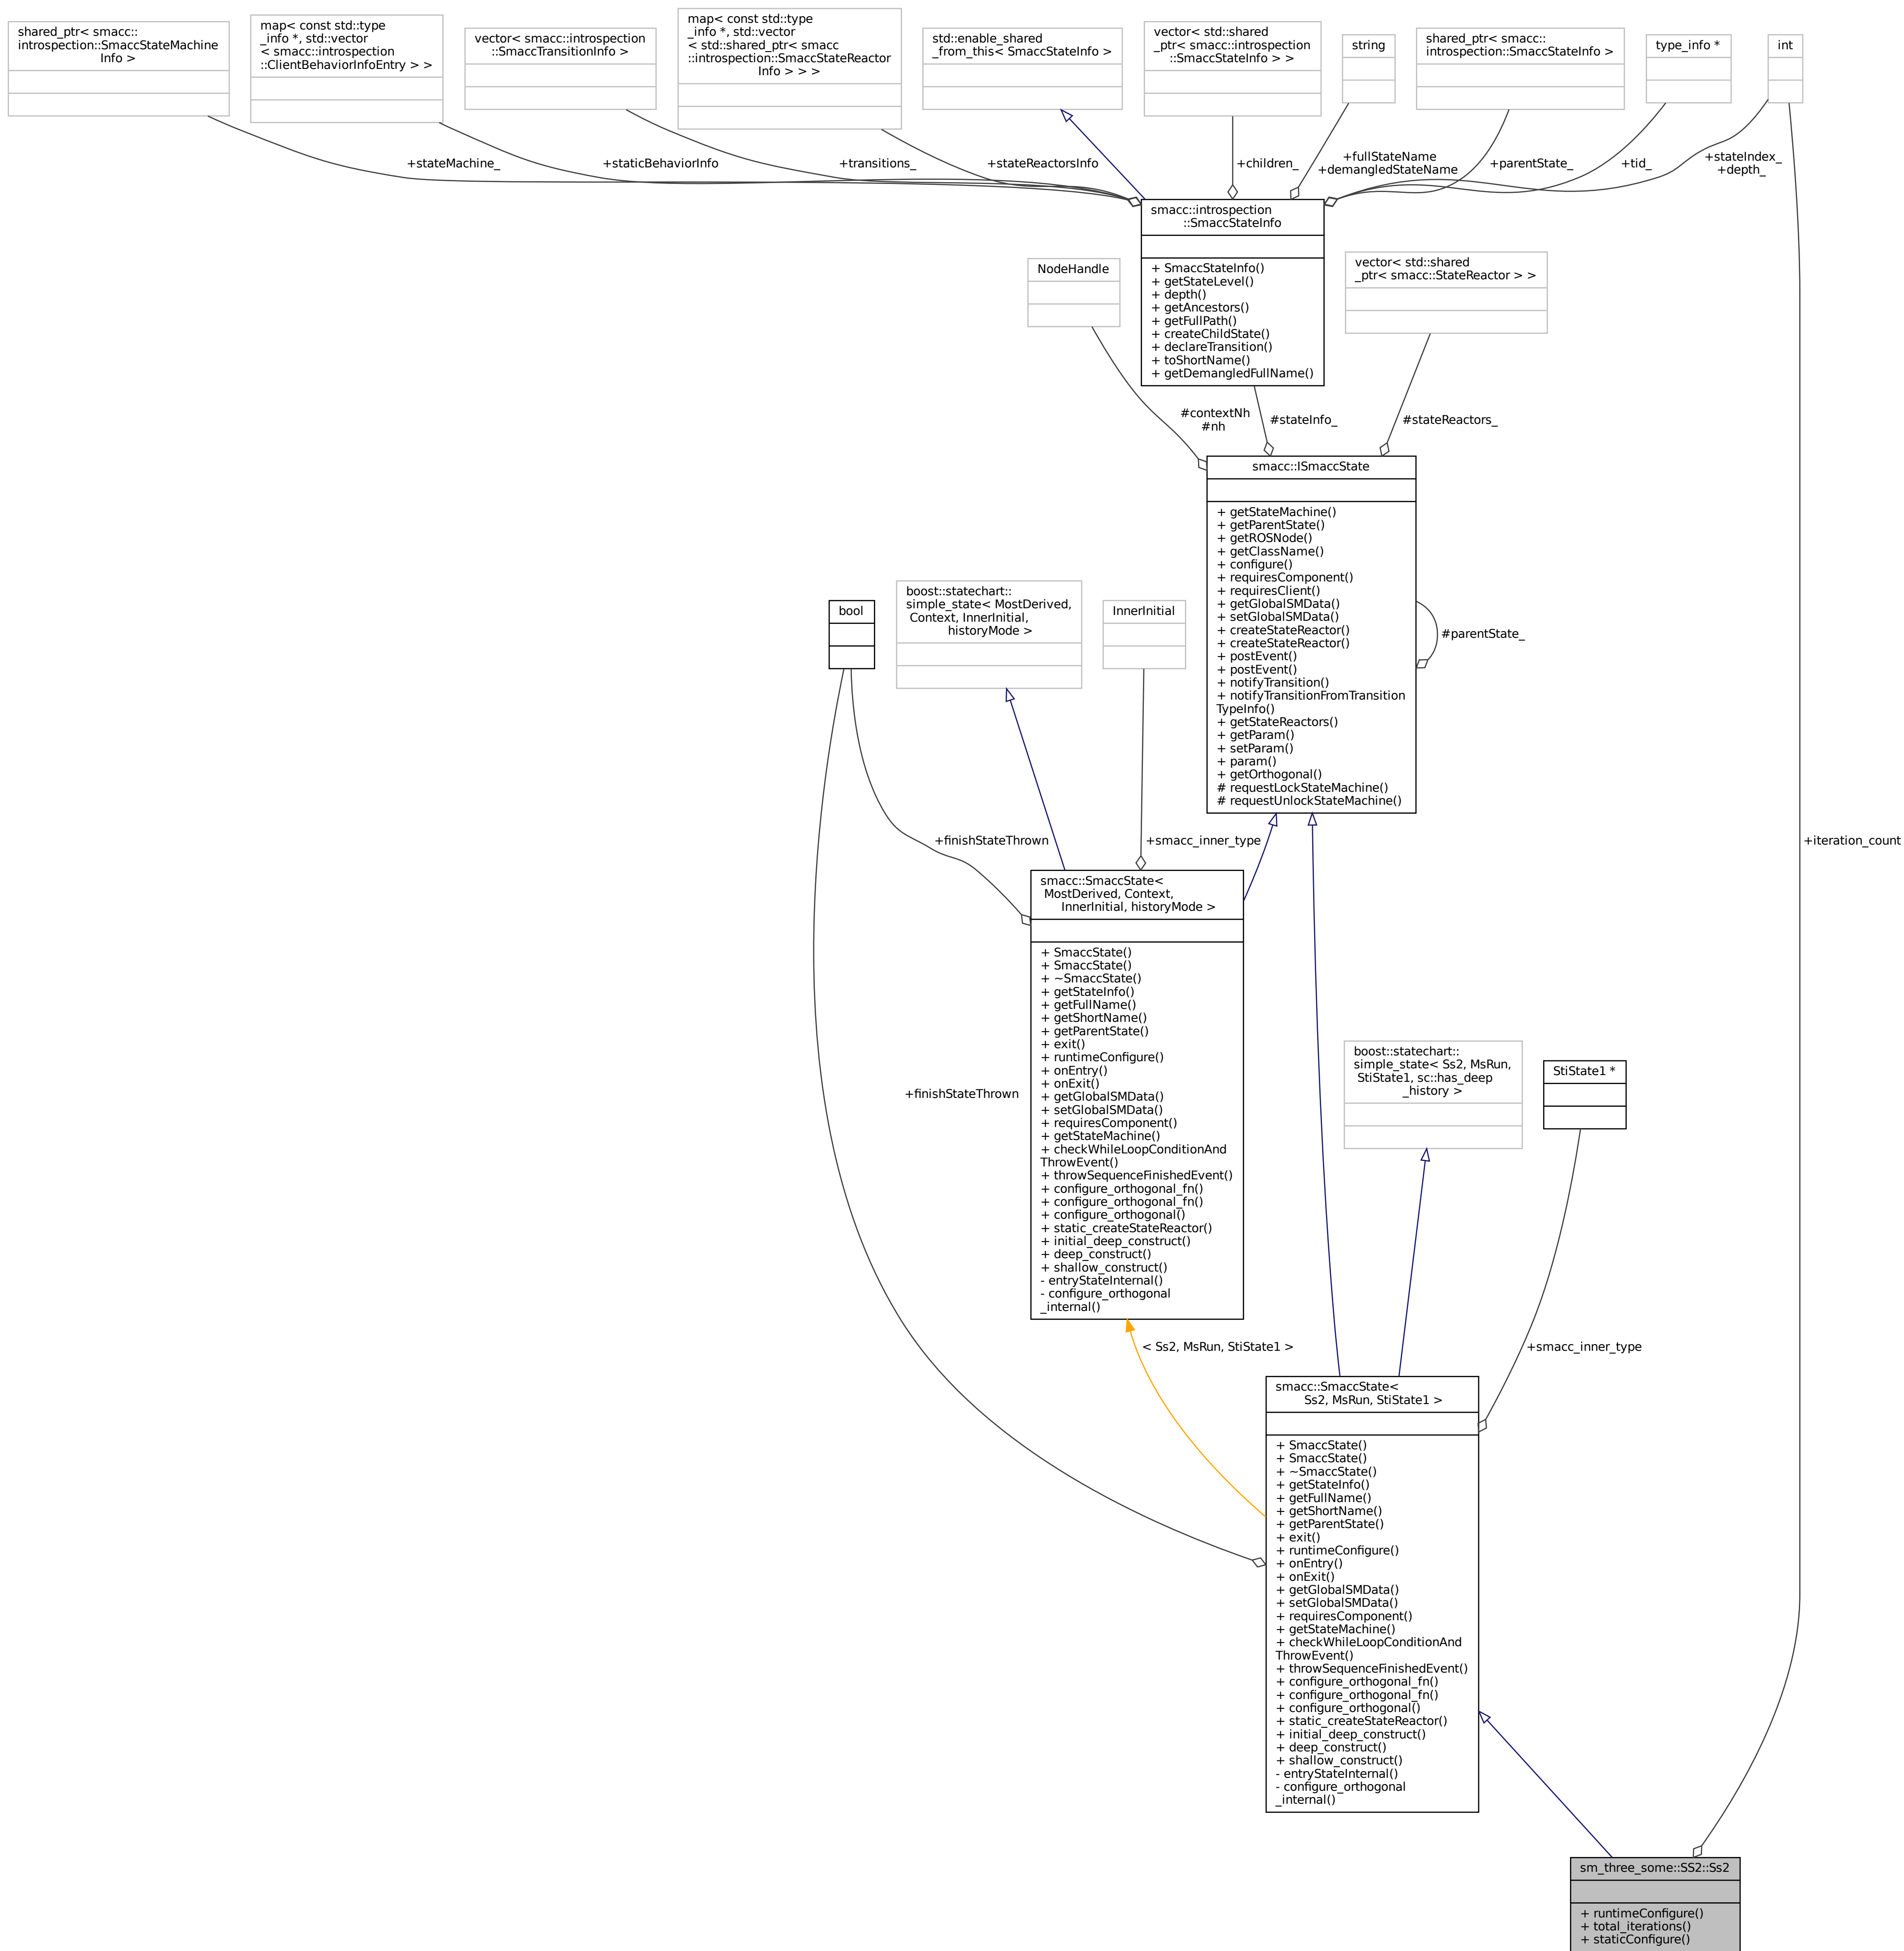 shared_ptr< smacc::
introspection::SmaccStateMachine
Info >
map< const std::type
_info *, std::vector
< smacc::introspection
::ClientBehaviorInfoEntry > >
vector< smacc::introspection
::SmaccTransitionInfo >
map< const std::type
_info *, std::vector
< std::shared_ptr< smacc
::introspection::SmaccStateReactor
Info > > >
std::enable_shared
_from_this< SmaccStateInfo >
vector< std::shared
_ptr< smacc::introspection
::SmaccStateInfo > >
string
shared_ptr< smacc::
introspection::SmaccStateInfo >
type_info *
int
+stateMachine_
+staticBehaviorInfo
+transitions_
+stateReactorsInfo
+children_
+fullStateName
+demangledStateName
+parentState_
+tid_
+stateIndex_
+depth_
smacc::introspection
::SmaccStateInfo
+ SmaccStateInfo()
+ getStateLevel()
+ depth()
+ getAncestors()
+ getFullPath()
+ createChildState()
+ declareTransition()
+ toShortName()
+ getDemangledFullName()
NodeHandle
vector< std::shared
_ptr< smacc::StateReactor > >
#contextNh
#nh
#stateInfo_
#stateReactors_
smacc::ISmaccState
+ getStateMachine()
+ getParentState()
+ getROSNode()
+ getClassName()
+ configure()
+ requiresComponent()
+ requiresClient()
+ getGlobalSMData()
+ setGlobalSMData()
+ createStateReactor()
+ createStateReactor()
+ postEvent()
+ postEvent()
+ notifyTransition()
+ notifyTransitionFromTransition
TypeInfo()
+ getStateReactors()
+ getParam()
+ setParam()
+ param()
+ getOrthogonal()
# requestLockStateMachine()
# requestUnlockStateMachine()
#parentState_
bool
boost::statechart::
simple_state< MostDerived,
Context, InnerInitial,
historyMode >
InnerInitial
+finishStateThrown
+smacc_inner_type
+iteration_count
smacc::SmaccState<
MostDerived, Context,
InnerInitial, historyMode >
+ SmaccState()
+ SmaccState()
+ ~SmaccState()
+ getStateInfo()
+ getFullName()
+ getShortName()
+ getParentState()
+ exit()
+ runtimeConfigure()
+ onEntry()
+ onExit()
+ getGlobalSMData()
+ setGlobalSMData()
+ requiresComponent()
+ getStateMachine()
+ checkWhileLoopConditionAnd
ThrowEvent()
+ throwSequenceFinishedEvent()
+ configure_orthogonal_fn()
+ configure_orthogonal_fn()
+ configure_orthogonal()
+ static_createStateReactor()
+ initial_deep_construct()
+ deep_construct()
+ shallow_construct()
- entryStateInternal()
- configure_orthogonal
_internal()
+finishStateThrown
boost::statechart::
simple_state< Ss2, MsRun,
StiState1, sc::has_deep
_history >
StiState1 *
< Ss2, MsRun, StiState1 >
+smacc_inner_type
smacc::SmaccState<
Ss2, MsRun, StiState1 >
+ SmaccState()
+ SmaccState()
+ ~SmaccState()
+ getStateInfo()
+ getFullName()
+ getShortName()
+ getParentState()
+ exit()
+ runtimeConfigure()
+ onEntry()
+ onExit()
+ getGlobalSMData()
+ setGlobalSMData()
+ requiresComponent()
+ getStateMachine()
+ checkWhileLoopConditionAnd
ThrowEvent()
+ throwSequenceFinishedEvent()
+ configure_orthogonal_fn()
+ configure_orthogonal_fn()
+ configure_orthogonal()
+ static_createStateReactor()
+ initial_deep_construct()
+ deep_construct()
+ shallow_construct()
- entryStateInternal()
- configure_orthogonal
_internal()
sm_three_some::SS2::Ss2
+ runtimeConfigure()
+ total_iterations()
+ staticConfigure()